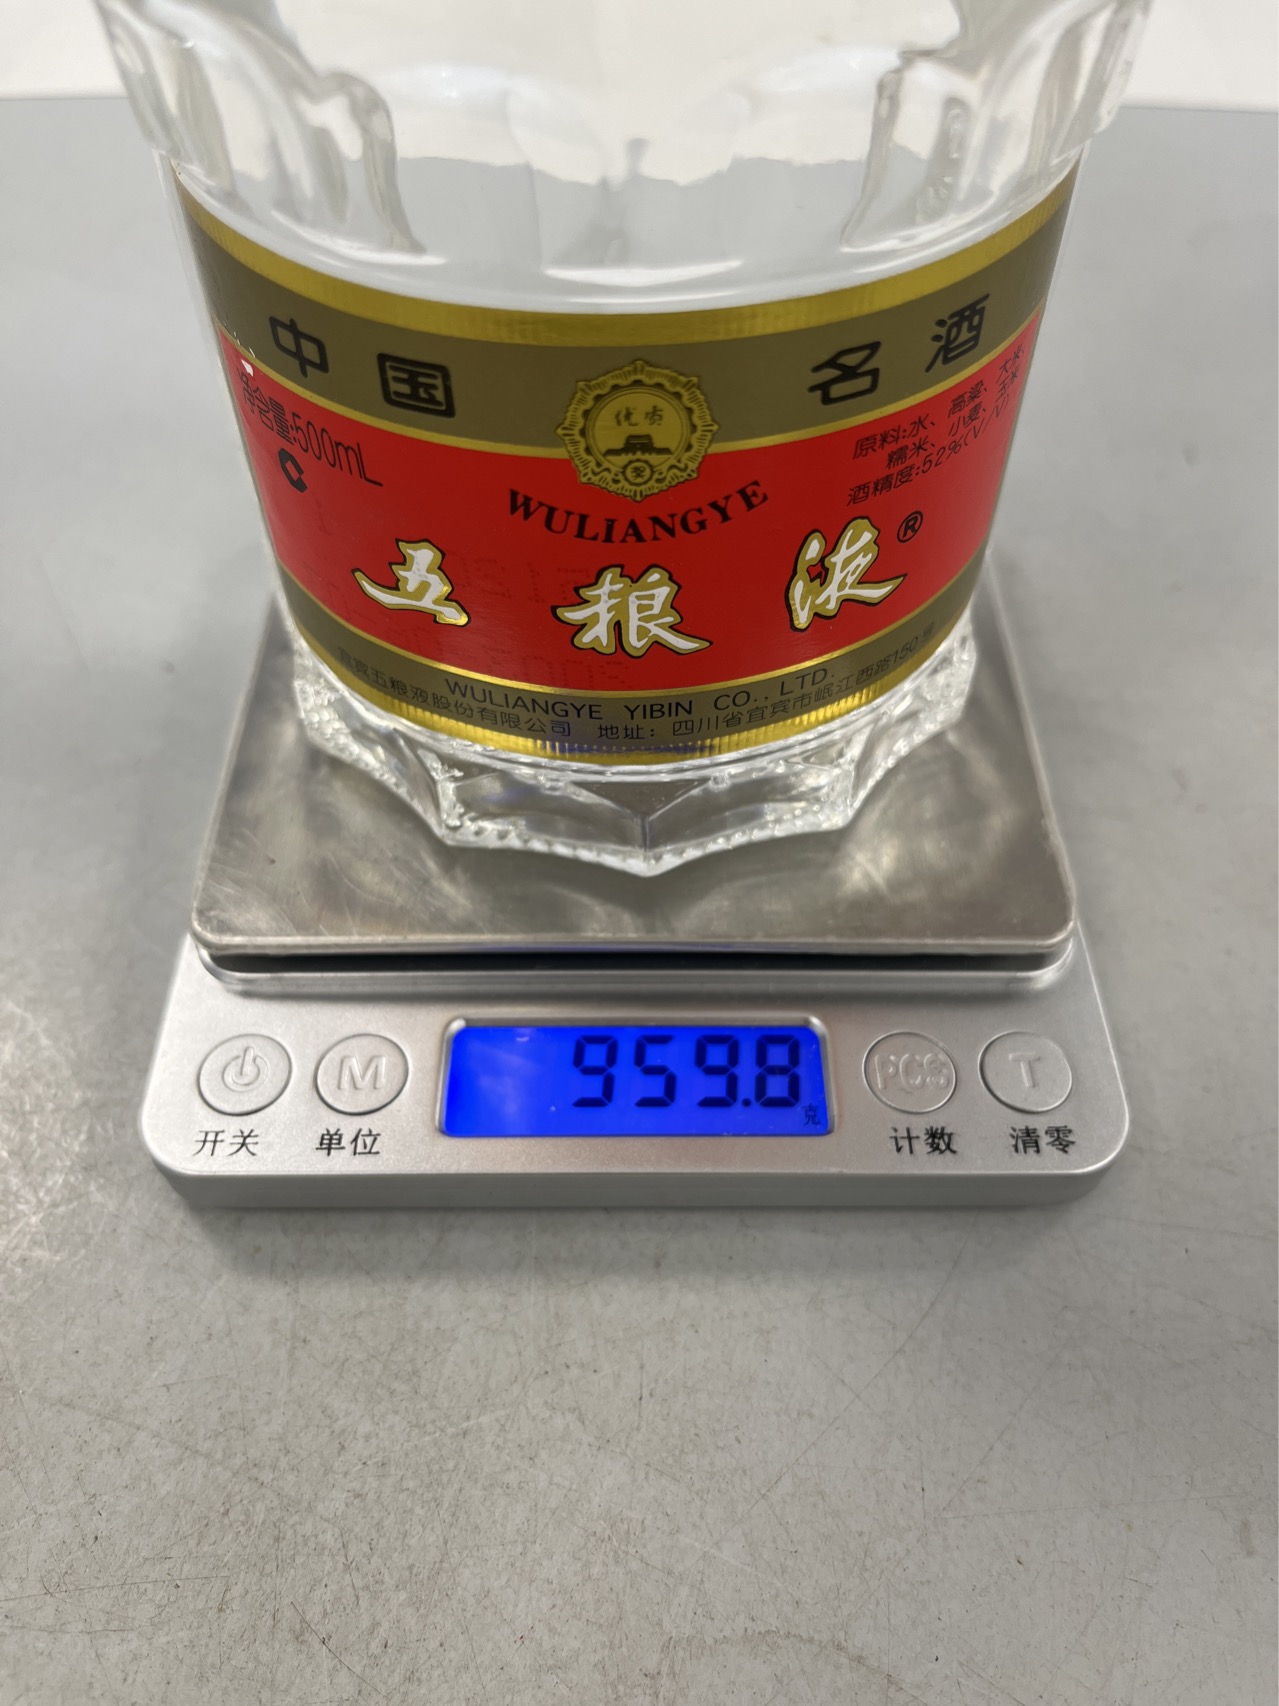 中国 名酒
净含量:500mL
优质
原料:水、高粱、大米、
糯米、小麦、玉米
酒精度:52%(V/V)
WULIANGYE
五粮液®
WULIANGYE YIBIN CO.,LTD.
宜宾五粮液股份有限公司 地址：四川省宜宾市岷江西路150号
959.8
克
M PCS T
开关 单位 计数 清零